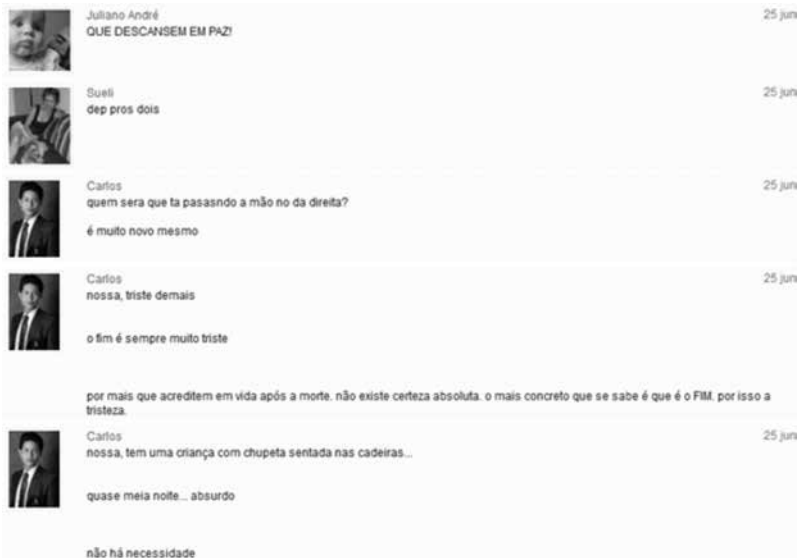 Juliano André 25 jun
QUE DESCANSEM EM PAZ!
Sueli 25 jun
dep pros dois
Carlos 25 jun
quem sera que ta pasasndo a mão no da direita?
é muito novo mesmo
Carlos 25 jun
nossa, triste demais
o fim é sempre muito triste
por mais que acreditem em vida após a morte. não existe certeza absoluta. o mais concreto que se sabe é que é o FIM. por isso a
tristeza.
Carlos 25 jun
nossa, tem uma criança com chupeta sentada nas cadeiras...
quase meia noite... absurdo
não há necessidade